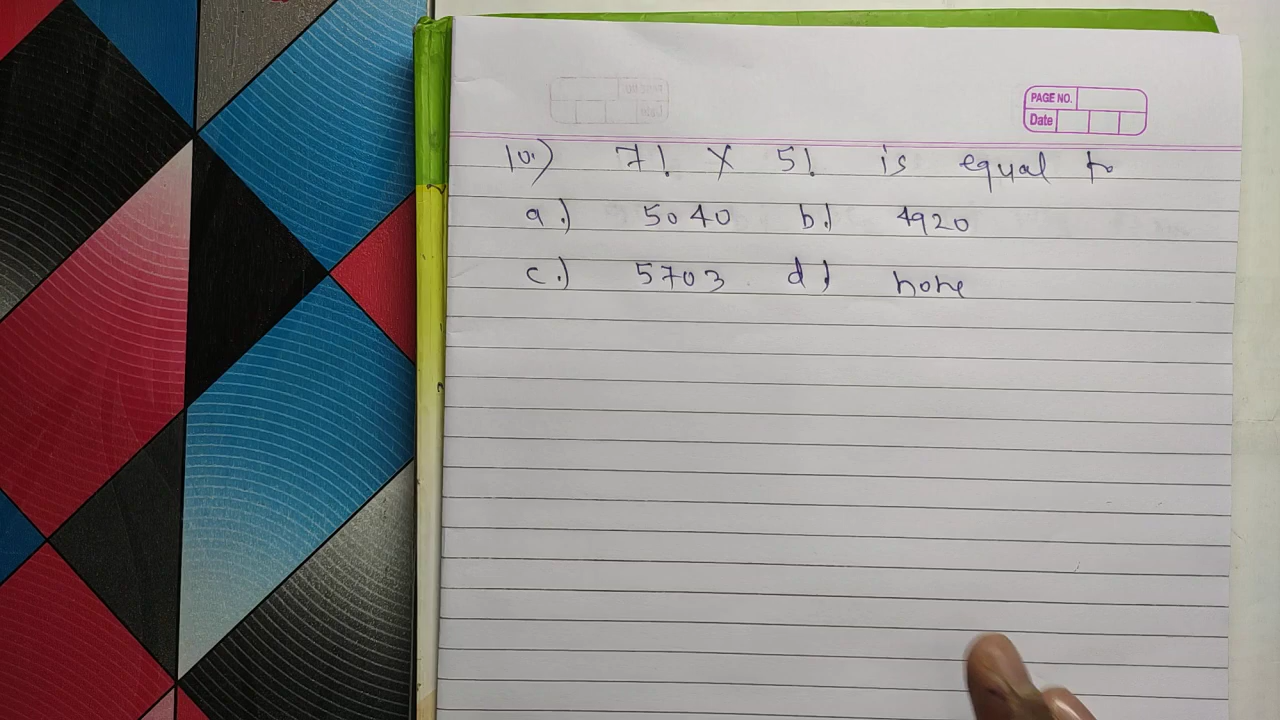 PAGE NO.
Date
10.) 7! X 5! is equal to
a.) 5040 b.) 4920
c.) 5703 d.) none